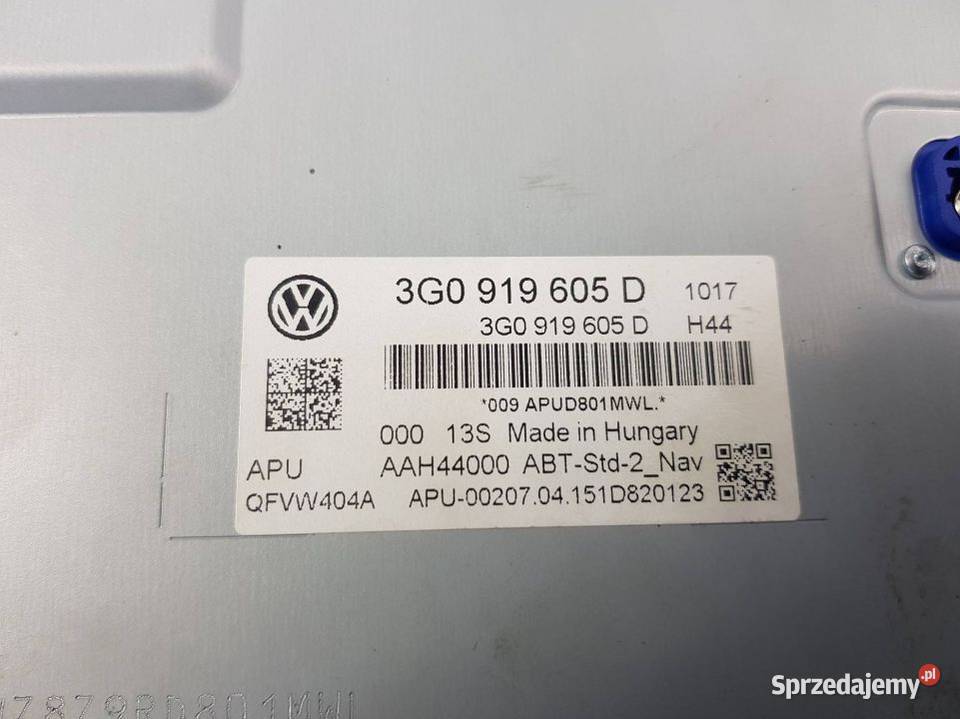 3G0 919 605 D 1017
3G0 919 605 D H44
*009 APUD801MWL.*
000 13S Made in Hungary
APU AAH44000 ABT-Std-2_Nav
QFVW404A APU-00207.04.151D820123
Sprzedajemy.pl